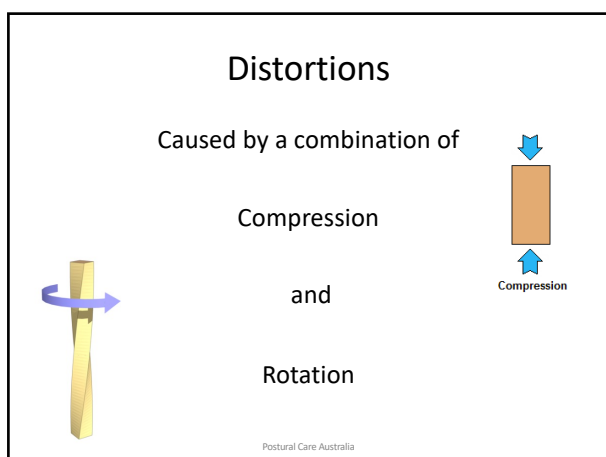 Distortions
Caused by a combination of
Compression
Compression
and
Rotation
Postural Care Australia